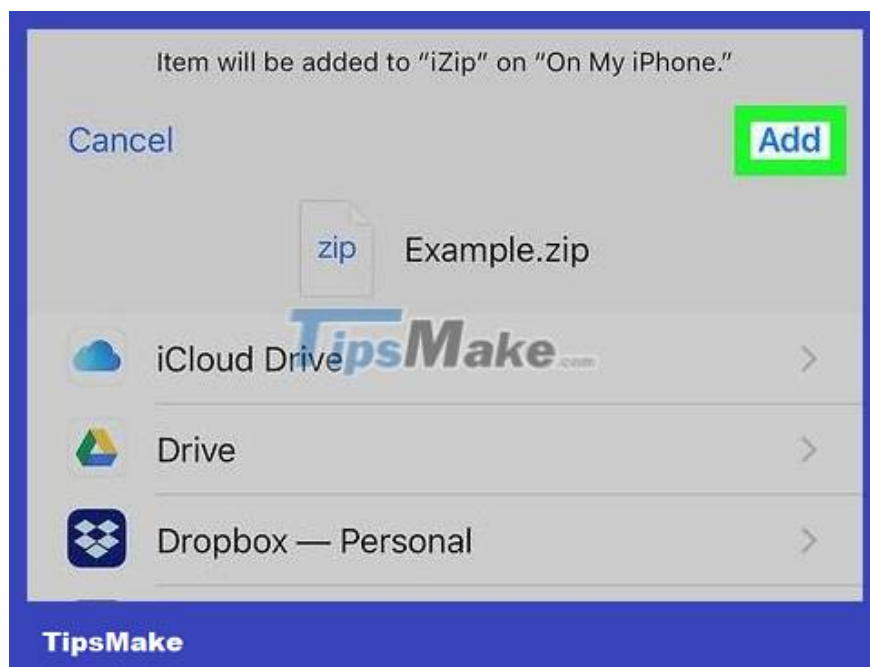 Item will be added to “iZip” on “On My iPhone.”
Cancel
Add
zip
Example.zip
TipsMake.com
iCloud Drive
Drive
Dropbox — Personal
TipsMake